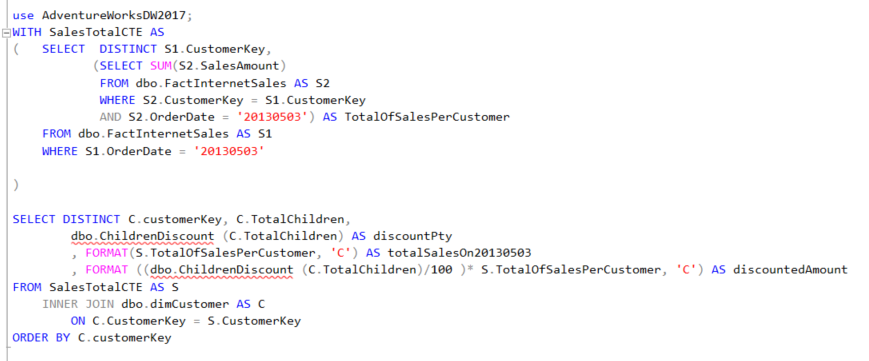 use AdventureWorksDW2017;
WITH SalesTotalCTE AS
(   SELECT  DISTINCT S1.CustomerKey,
           (SELECT SUM(S2.SalesAmount)
            FROM dbo.FactInternetSales AS S2
            WHERE S2.CustomerKey = S1.CustomerKey
            AND S2.OrderDate = '20130503') AS TotalOfSalesPerCustomer
    FROM dbo.FactInternetSales AS S1
    WHERE S1.OrderDate = '20130503'
)
SELECT DISTINCT C.customerKey, C.TotalChildren,
        dbo.ChildrenDiscount (C.TotalChildren) AS discountPty
        , FORMAT(S.TotalOfSalesPerCustomer, 'C') AS totalSalesOn20130503
        , FORMAT ((dbo.ChildrenDiscount (C.TotalChildren)/100 )* S.TotalOfSalesPerCustomer, 'C') AS discountedAmount
FROM SalesTotalCTE AS S
    INNER JOIN dbo.dimCustomer AS C
        ON C.CustomerKey = S.CustomerKey
ORDER BY C.customerKey